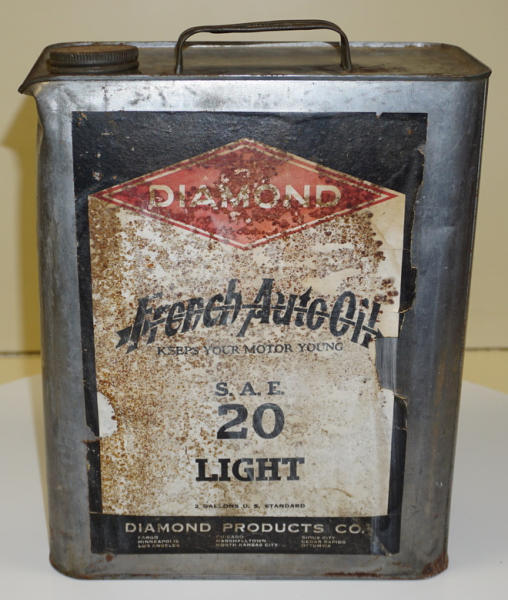 DIAMOND
French Auto Oil
KEEPS YOUR MOTOR YOUNG
S.A.E.
20
LIGHT
2 GALLONS U.S. STANDARD
DIAMOND PRODUCTS CO.
FARGO CHICAGO SIOUX CITY
MINNEAPOLIS MARSHALLTOWN CEDAR RAPIDS
LOS ANGELES NORTH KANSAS CITY OTTUMWA